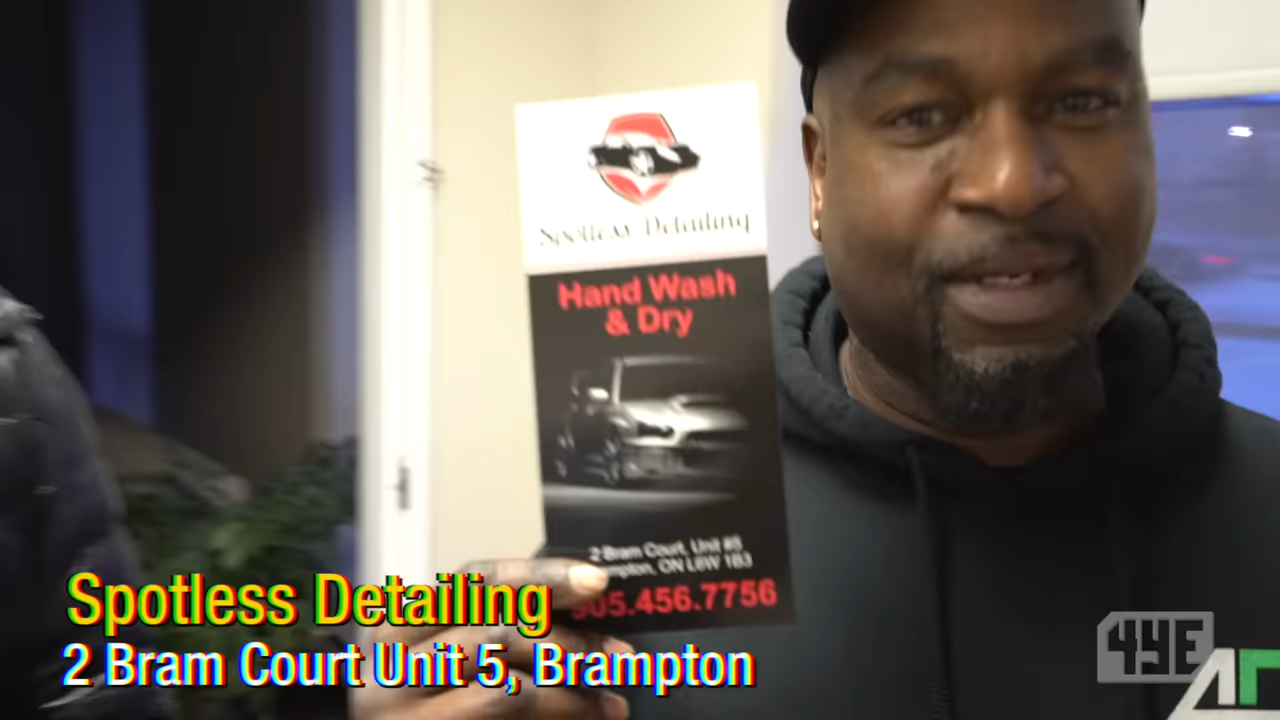 Spotless Detailing
Hand Wash
& Dry
2 Bram Court, Unit #5
mpton, ON L6W 1B3
905.456.7756
Spotless Detailing
2 Bram Court Unit 5, Brampton
4YE